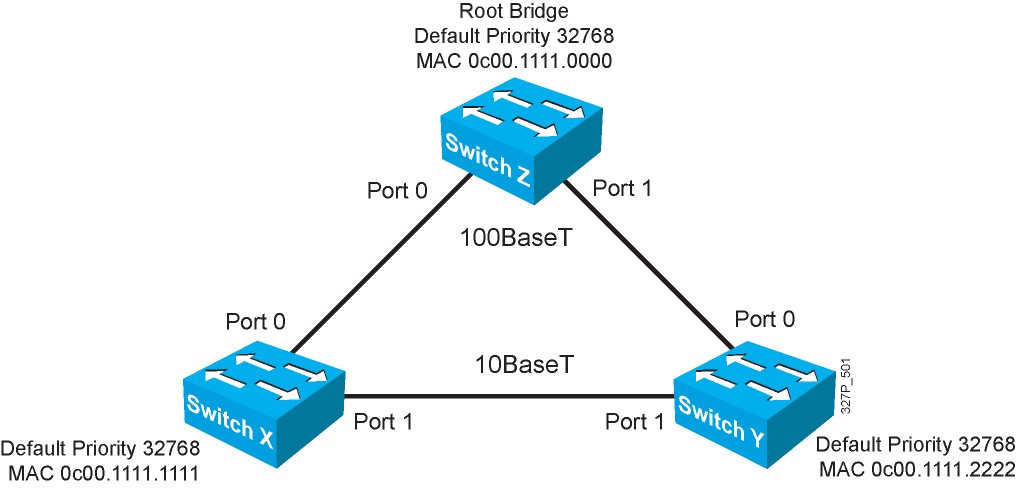 Root Bridge
Default Priority 32768
MAC 0c00.1111.0000
Switch Z
Port 0
Port 1
100BaseT
Port 0
Port 0
10BaseT
327P_501
Switch X
Port 1
Port 1
Switch Y
Default Priority 32768
MAC 0c00.1111.1111
Default Priority 32768
MAC 0c00.1111.2222